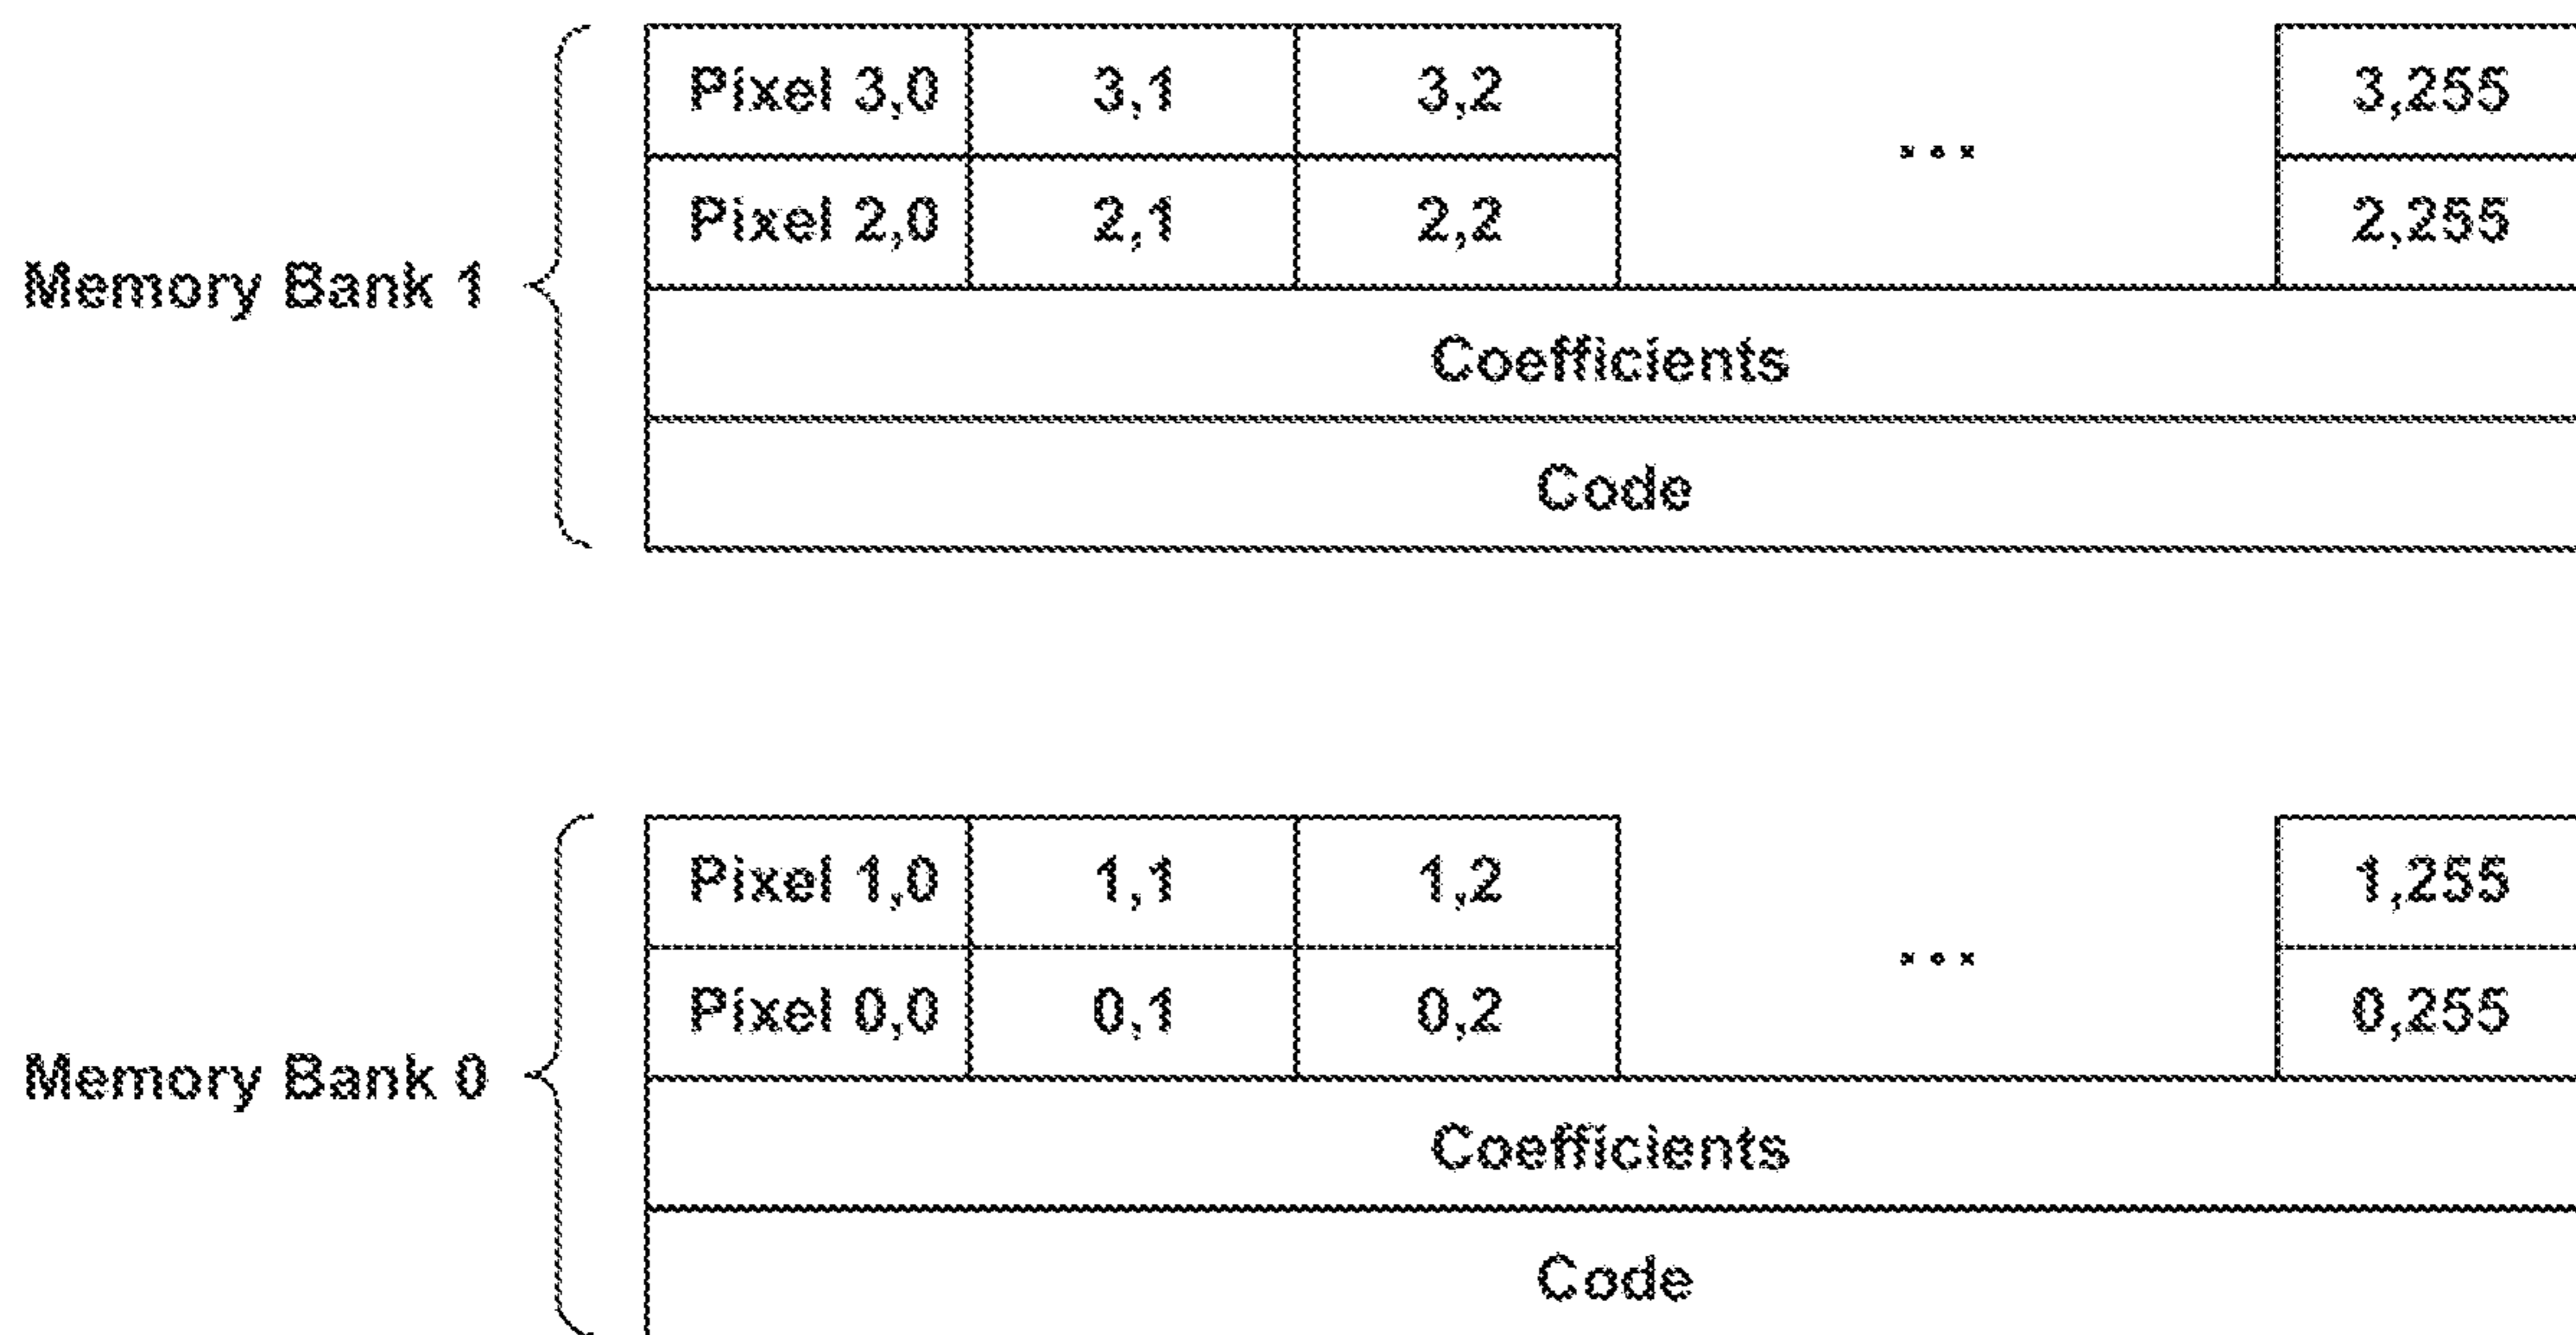 Pixel 3,0 3,1 3,2 3,255
...
Pixel 2,0 2,1 2,2 2,255
Memory Bank 1
Coefficients
Code
Pixel 1,0 1,1 1,2 1,255
...
Pixel 0,0 0,1 0,2 0,255
Memory Bank 0
Coefficients
Code